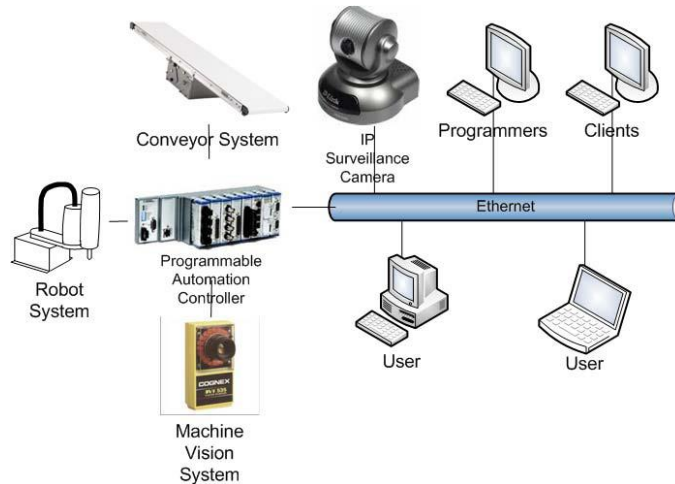 Conveyor System
IP
Surveillance
Camera
Programmers
Clients
Ethernet
Robot
System
Programmable
Automation
Controller
User
User
COGNEX
Machine
Vision
System